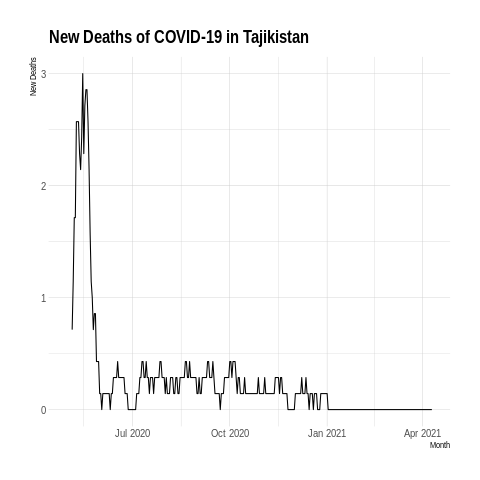 New Deaths of COVID-19 in Tajikistan
New Deaths
3
2
1
0
Jul 2020 Oct 2020 Jan 2021 Apr 2021
Month